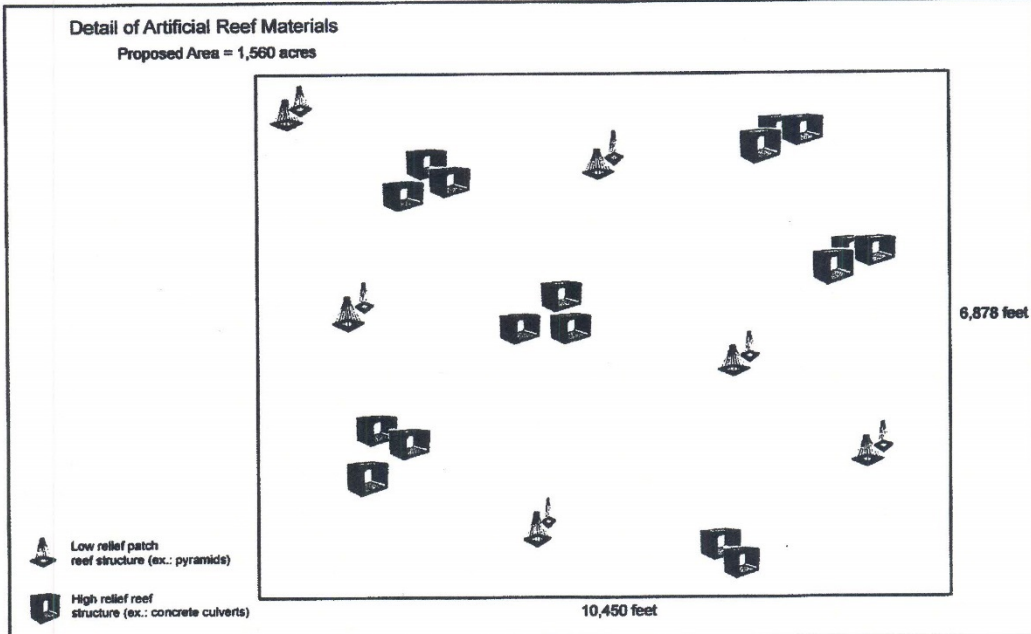 Detail of Artificial Reef Materials
Proposed Area = 1,560 acres
6,878 feet
10,450 feet
Low relief patch
reef structure (ex.: pyramids)
High relief reef
structure (ex.: concrete culverts)